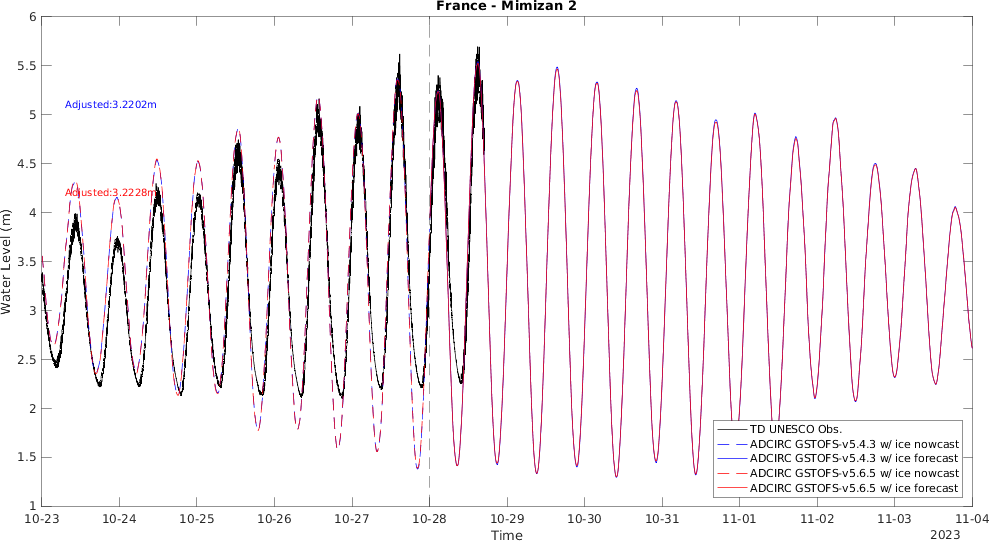 France - Mimizan 2
6
5.5
5
4.5
4
3.5
3
2.5
2
1.5
1
Water Level (m)
Adjusted:3.2202m
Adjusted:3.2228m
TD UNESCO Obs.
ADCIRC GSTOFS-v5.4.3 w/ ice nowcast
ADCIRC GSTOFS-v5.4.3 w/ ice forecast
ADCIRC GSTOFS-v5.6.5 w/ ice nowcast
ADCIRC GSTOFS-v5.6.5 w/ ice forecast
10-23 10-24 10-25 10-26 10-27 10-28 10-29 10-30 10-31 11-01 11-02 11-03 11-04
Time
2023